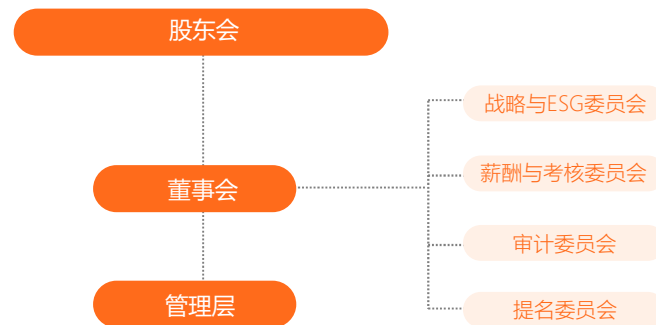 股东会
战略与ESG委员会
薪酬与考核委员会
董事会
审计委员会
管理层
提名委员会